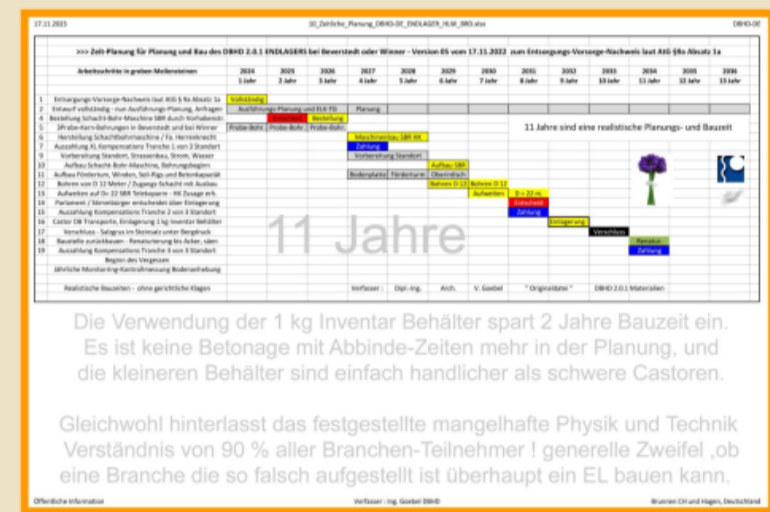 17.11.2023 10_Zeitliche_Planung_DBHD-DE_ENDLAGER_HLW_BRD.xlsx DBHD-DE
>>> Zeit-Planung für Planung und Bau des DBHD 2.0.1 ENDLAGERS bei Beverstedt oder Winner - Version 05 vom 17.11.2022 zum Entsorgungs-Vorsorge-Nachweis laut AtG §9a Absatz 1a
Arbeitsschritte in groben Meilensteinen 2024 2025 2026 2027 2028 2029 2030 2031 2032 2033 2034 2035 2036
1 Jahr 2 Jahr 3 Jahr 4 Jahr 5 Jahr 6 Jahr 7 Jahr 8 Jahr 9 Jahr 10 Jahr 11 Jahr 12 Jahr 13 Jahr
1 Entsorgungs-Vorsorge-Nachweis laut AtG § 9a Absatz 1a Vollständig
2 Entwurf vollständig - nun Ausführungs-Planung, Anfragen Ausführungs-Planung und ELK-TG Planung
4 Bestellung Schacht-Bohr-Maschine SBR durch Vorhabenstr. Entscheid Bestellung
5 3Probe-Kern-Bohrungen in Beverstedt und bei Winner Probe-Bohr. Probe-Bohr. Probe-Bohr. 11 Jahre sind eine realistische Planungs- und Bauzeit
6 Herstellung Schachtbohrmaschine / Fa. Herrenknecht Maschinenbau SBR HK
7 Auszahlung XL Kompensations Tranche 1 von 3 Standort Zahlung
9 Vorbereitung Standort, Strassenbau, Strom, Wasser Vorbereitung Standort
10 Aufbau Schacht-Bohr-Maschine, Bohrungsbeginn Aufbau SBR
11 Aufbau Förderturm, Winden, Seil-Rigs und Betonkapazität Bodenplatte Förderturm Oberirdisch
12 Bohren von D 12 Meter / Zugangs-Schacht mit Ausbau Bohren D 12 Bohren D 12
13 Aufweiten auf D= 22 SBR Teleskoparm - HK Zusage erh. Aufweiten D = 22 m
14 Parlament / Stimmbürger entscheidet über Einlagerung Entscheid
15 Auszahlung Kompensations Tranche 2 von 3 Standort Zahlung
16 Castor DB Transporte, Einlagerung 1 kg Inventar Behälter Einlagerung
17 Verschluss - Salzgrus im Steinsalz unter Bergdruck Verschluss
18 Baustelle zurückbauen - Renaturierung bis Acker, säen Renatur.
19 Auszahlung Kompensations Tranche 3 von 3 Standort Zahlung
11 Jahre
Beginn des Vergessens
Jährliche Monitoring-Kontrollmessung Bodenanhebung
Realistische Bauzeiten - ohne gerichtliche Klagen Verfasser : Dipl.-Ing. Arch. V. Goebel " Originaldatei " DBHD 2.0.1 Materialien
Die Verwendung der 1 kg Inventar Behälter spart 2 Jahre Bauzeit ein.
Es ist keine Betonage mit Abbinde-Zeiten mehr in der Planung, und
die kleineren Behälter sind einfach handlicher als schwere Castoren.
Gleichwohl hinterlasst das festgestellte mangelhafte Physik und Technik
Verständnis von 90 % aller Branchen-Teilnehmer ! generelle Zweifel ,ob
eine Branche die so falsch aufgestellt ist überhaupt ein EL bauen kann.
Öffentliche Information Verfasser : Ing. Goebel DBHD Brunnen CH und Hagen, Deutschland